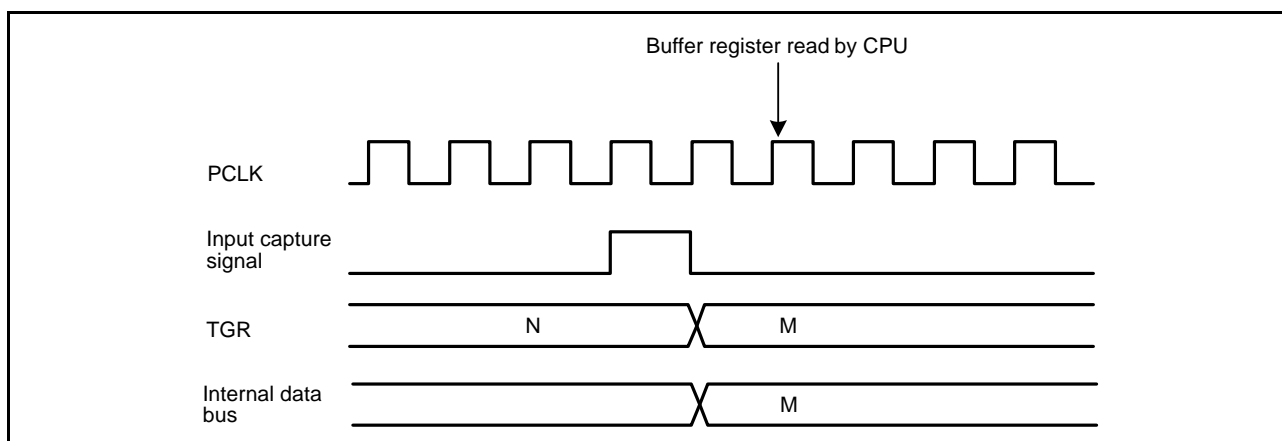 Buffer register read by CPU
PCLK
Input capture
signal
TGR
N
M
Internal data
bus
M